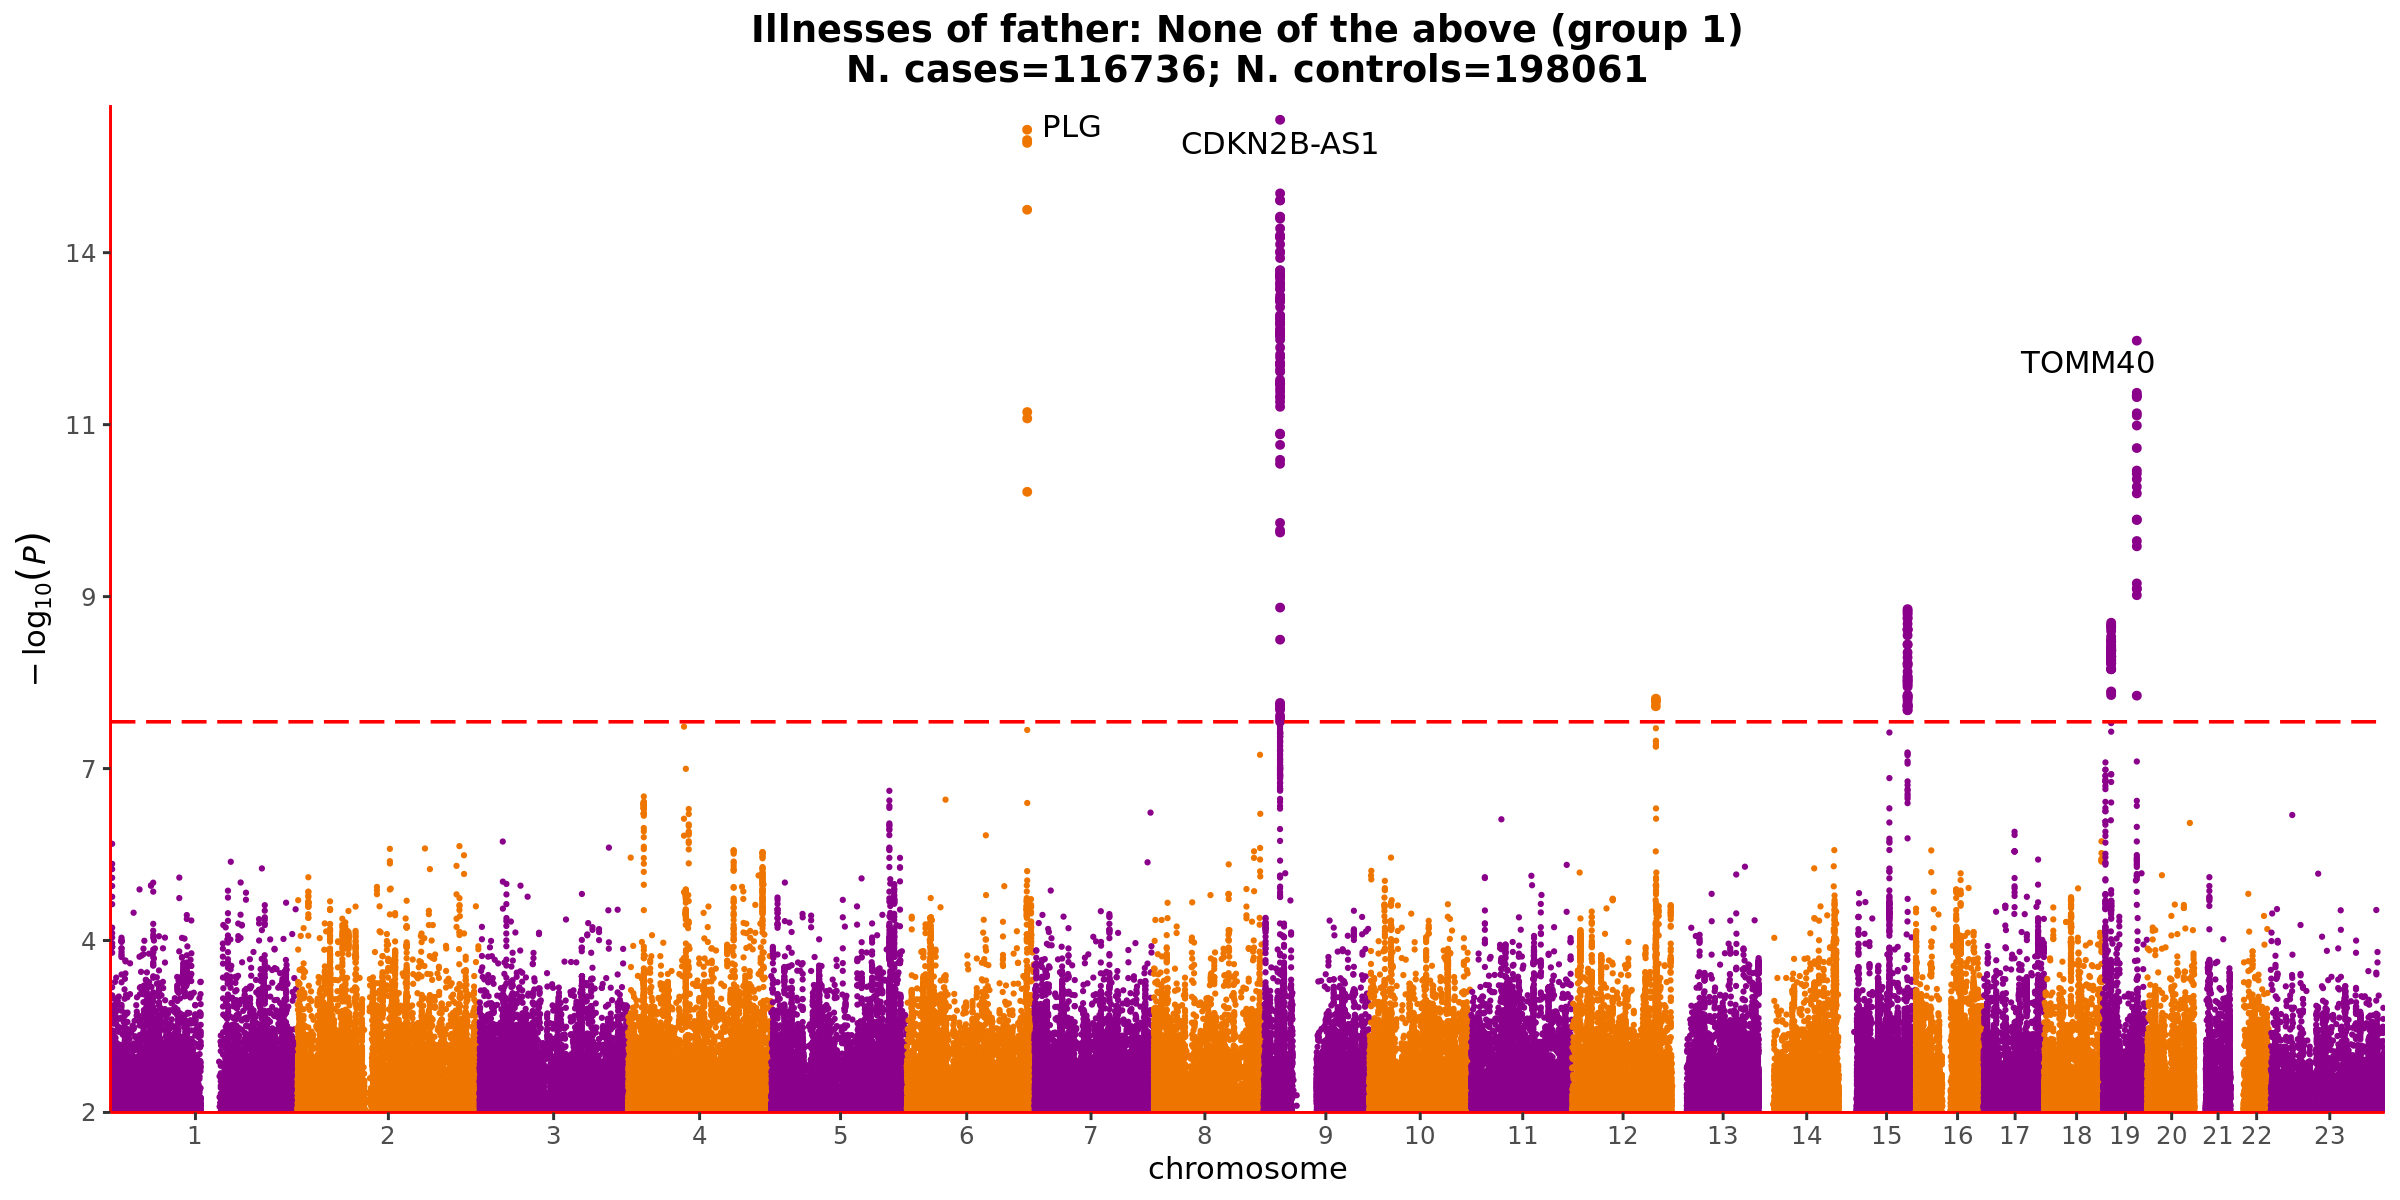 Illnesses of father: None of the above (group 1)
N. cases=116736; N. controls=198061
PLG
CDKN2B-AS1
TOMM40
14
11
9
7
4
2
−log10(P)
1 2 3 4 5 6 7 8 9 10 11 12 13 14 15 16 17 18 19 20 21 22 23
chromosome